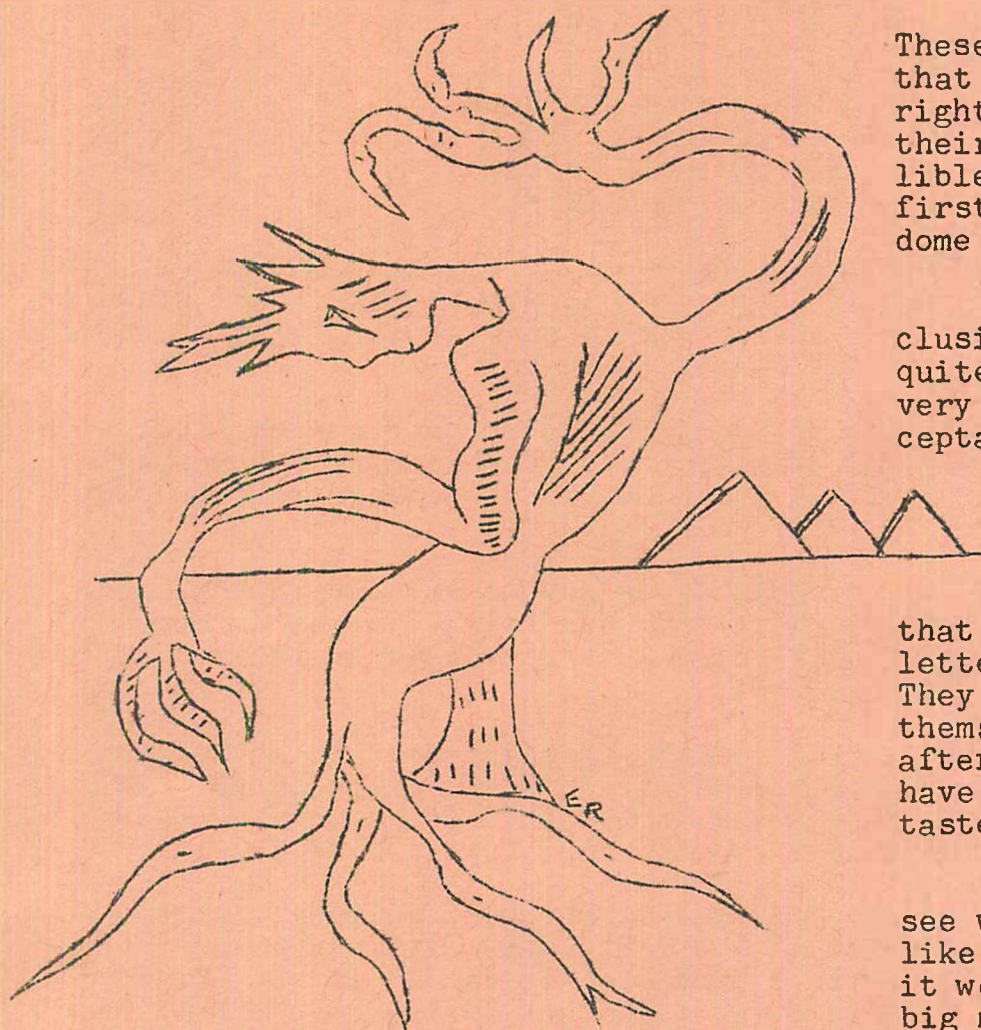 These
that
right
their
lible
first
dome
clusi
quite
very
cepta
that
lette
They
thems
after
have
taste
see
like
it
big
ER